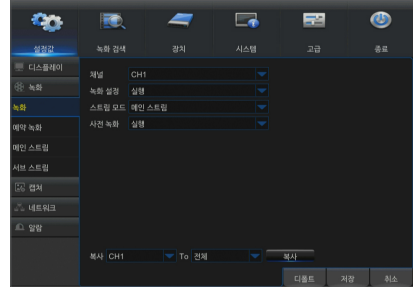 설정값
녹화 검색
장치
시스템
고급
종료
디스플레이
녹화
녹화
예약 녹화
메인 스트림
서브 스트림
캡쳐
네트워크
알람
채널 CH1
녹화 설정 실행
스트림 모드 메인 스트림
사전 녹화 실행
복사 CH1 To 전체 복사
디폴트 저장 취소